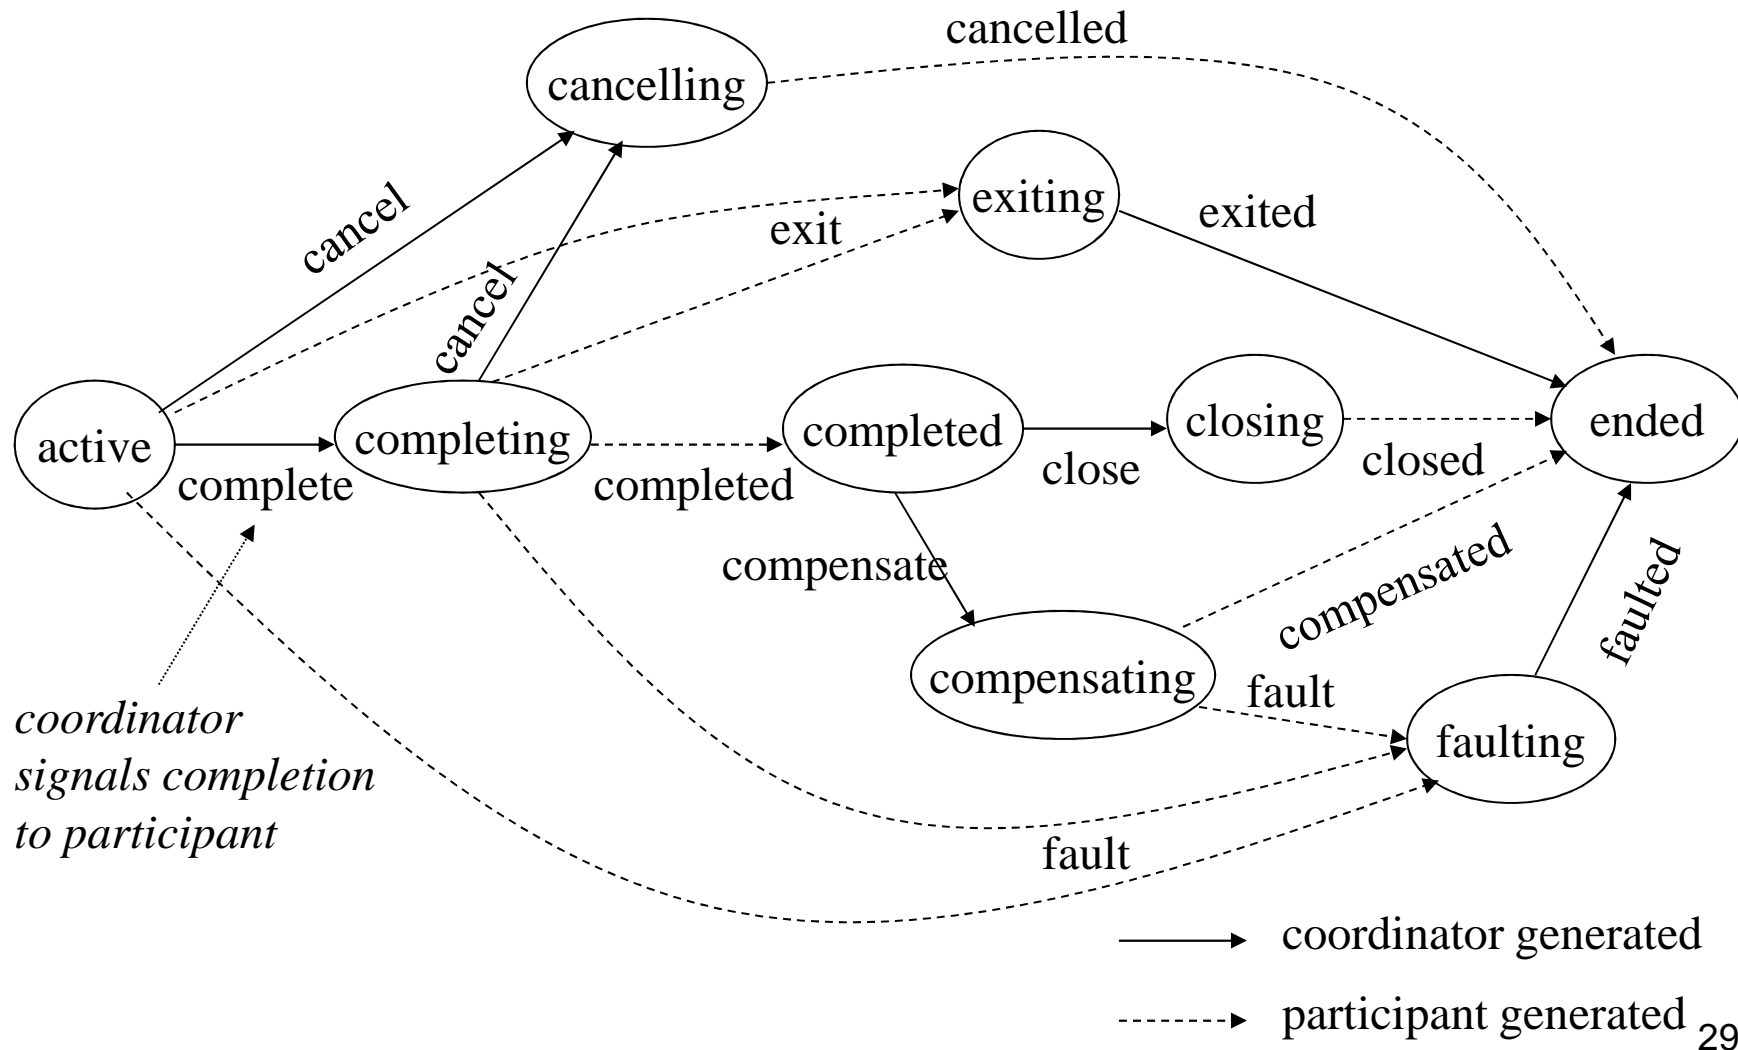 cancelled
cancelling
exiting
exited
cancel
exit
cancel
active
completing
completed
closing
ended
complete
completed
close
closed
compensate
compensated
faulted
compensating
fault
faulting
coordinator
signals completion
to participant
fault
coordinator generated
participant generated
29